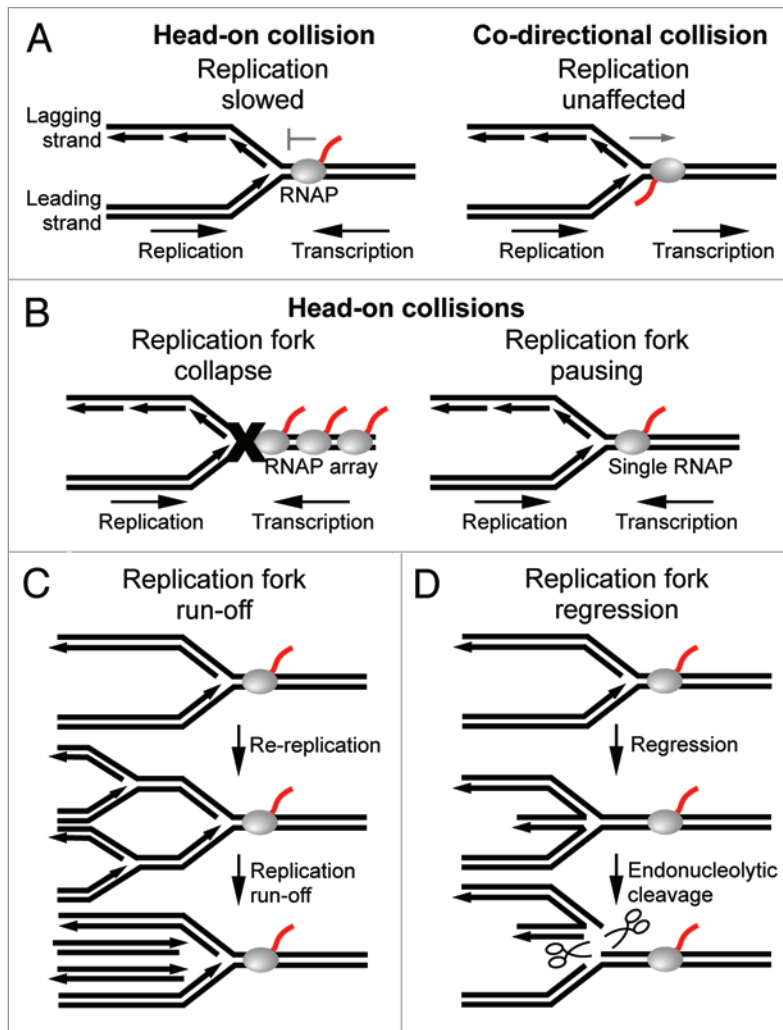 A
Head-on collision
Replication
slowed
Lagging
strand
Leading
strand
RNAP
Replication
Transcription
Co-directional collision
Replication
unaffected
Replication
Transcription
B
Head-on collisions
Replication fork
collapse
RNAP array
Replication
Transcription
Replication fork
pausing
Single RNAP
Replication
Transcription
C
Replication fork
run-off
Re-replication
Replication
run-off
D
Replication fork
regression
Regression
Endonucleolytic
cleavage